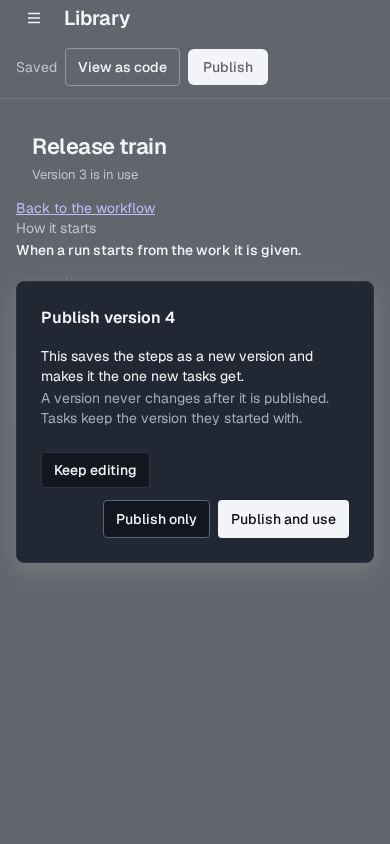 Library
Saved
View as code
Publish
Release train
Version 3 is in use
Back to the workflow
How it starts
When a run starts from the work it is given.
Publish version 4
This saves the steps as a new version and
makes it the one new tasks get.
A version never changes after it is published.
Tasks keep the version they started with.
Keep editing
Publish only
Publish and use